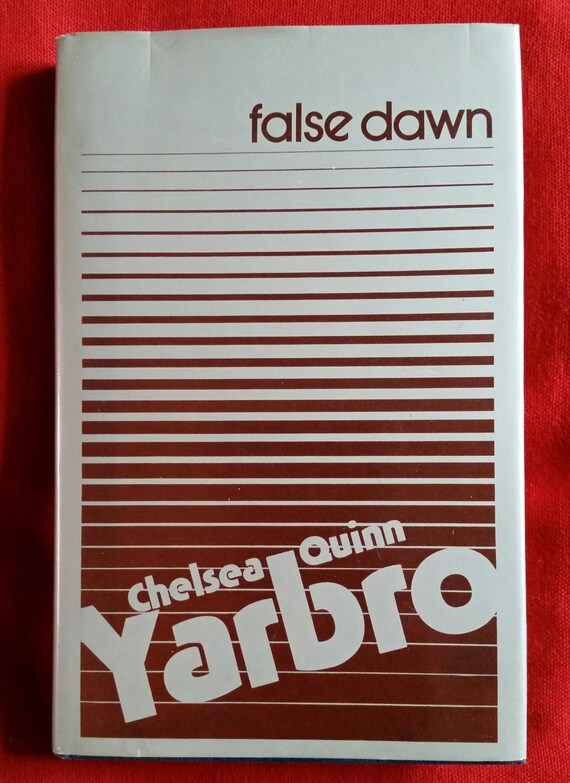 false dawn
Chelsea Quinn
Yarbro